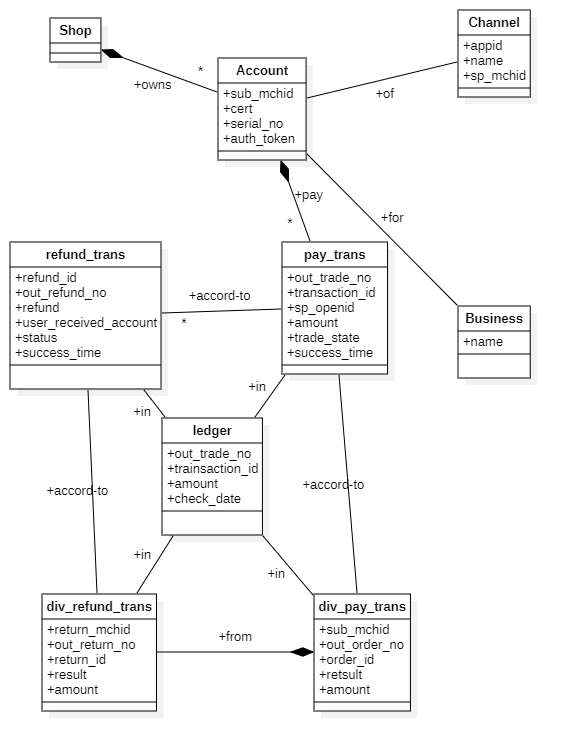 Shop
Channel
+appid
+name
+sp_mchid
*
+owns
Account
+sub_mchid
+cert
+serial_no
+auth_token
+of
+pay
*
+for
refund_trans
+refund_id
+out_refund_no
+refund
+user_received_account
+status
+success_time
+accord-to
*
pay_trans
+out_trade_no
+transaction_id
+sp_openid
+amount
+trade_state
+success_time
Business
+name
+in
+in
ledger
+out_trade_no
+trainsaction_id
+amount
+check_date
+accord-to
+accord-to
+in
+in
div_refund_trans
+return_mchid
+out_return_no
+return_id
+result
+amount
+from
div_pay_trans
+sub_mchid
+out_order_no
+order_id
+retsult
+amount